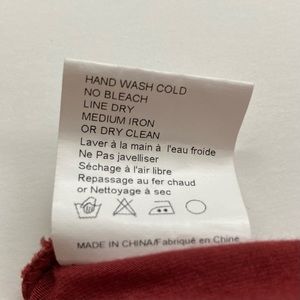 HAND WASH COLD
NO BLEACH
LINE DRY
MEDIUM IRON
OR DRY CLEAN
Laver à la main à l'eau froide
Ne Pas javelliser
Séchage à l'air libre
Repassage au fer chaud
or Nettoyage à sec
MADE IN CHINA/Fabriqué en Chine